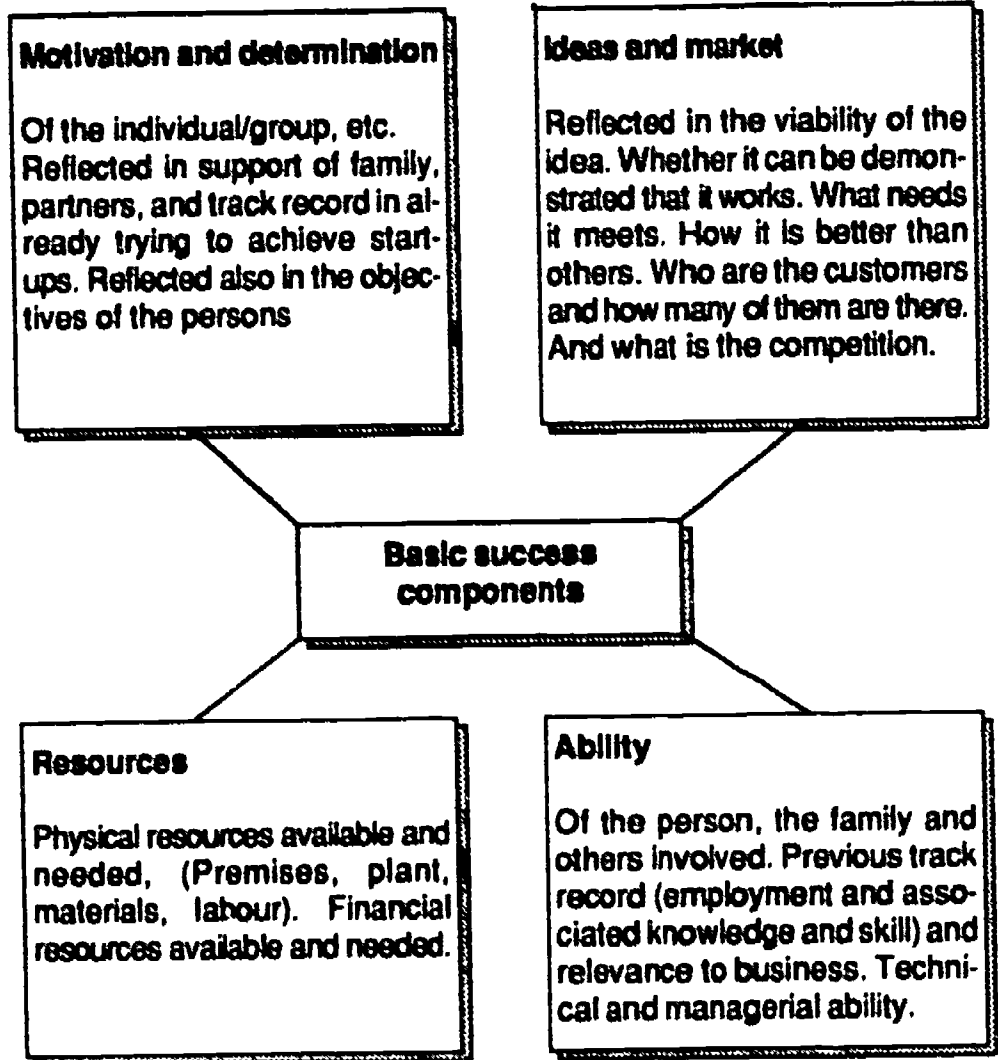 Motivation and determination
Of the individual/group, etc.
Reflected in support of family,
partners, and track record in al-
ready trying to achieve start-
ups. Reflected also in the objec-
tives of the persons
Ideas and market
Reflected in the viability of the
idea. Whether it can be demon-
strated that it works. What needs
it meets. How it is better than
others. Who are the customers
and how many of them are there.
And what is the competition.
Basic success
components
Resources
Physical resources available and
needed, (Premises, plant,
materials, labour). Financial
resources available and needed.
Ability
Of the person, the family and
others involved. Previous track
record (employment and asso-
ciated knowledge and skill) and
relevance to business. Techni-
cal and managerial ability.